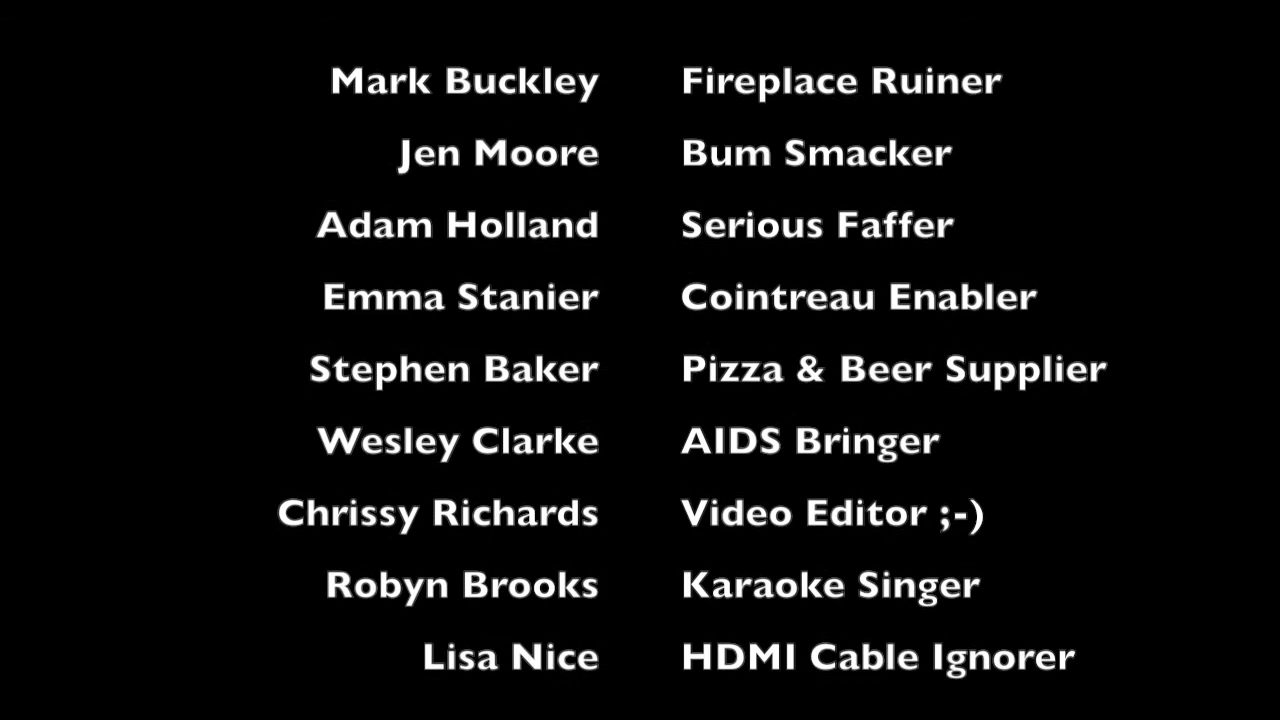 Mark Buckley Fireplace Ruiner
Jen Moore Bum Smacker
Adam Holland Serious Faffer
Emma Stanier Cointreau Enabler
Stephen Baker Pizza & Beer Supplier
Wesley Clarke AIDS Bringer
Chrissy Richards Video Editor ;-)
Robyn Brooks Karaoke Singer
Lisa Nice HDMI Cable Ignorer